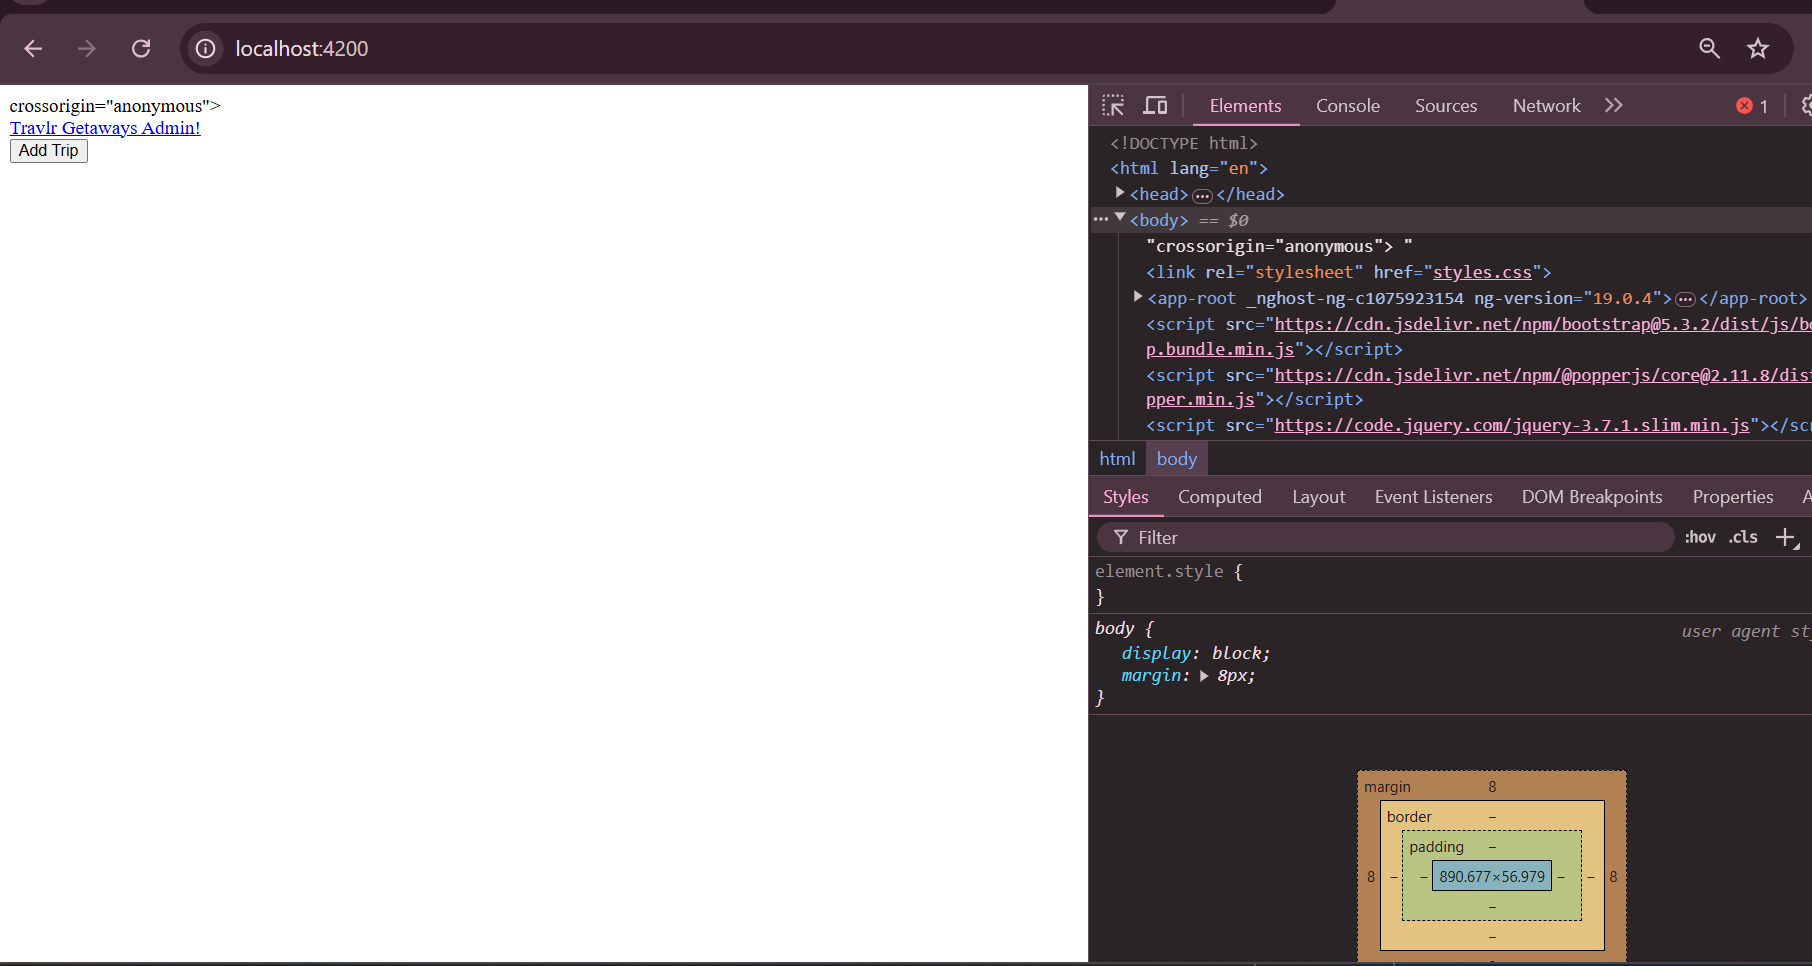 localhost:4200
crossorigin="anonymous">
Travlr Getaways Admin!
Add Trip
Elements Console Sources Network 1
<!DOCTYPE html>
<html lang="en">
<head> ... </head>
<body> == $0
"crossorigin="anonymous"> "
<link rel="stylesheet" href="styles.css">
<app-root _nghost-ng-c1075923154 ng-version="19.0.4"> ... </app-root>
<script src="https://cdn.jsdelivr.net/npm/bootstrap@5.3.2/dist/js/bo
p.bundle.min.js"></script>
<script src="https://cdn.jsdelivr.net/npm/@popperjs/core@2.11.8/dist
pper.min.js"></script>
<script src="https://code.jquery.com/jquery-3.7.1.slim.min.js"></scr
html body
Styles Computed Layout Event Listeners DOM Breakpoints Properties A
Filter :hov .cls
element.style {
}
body { user agent sty
display: block;
margin: 8px;
}
margin 8
border –
padding –
8 – – 890.677×56.979 – – 8
–
–